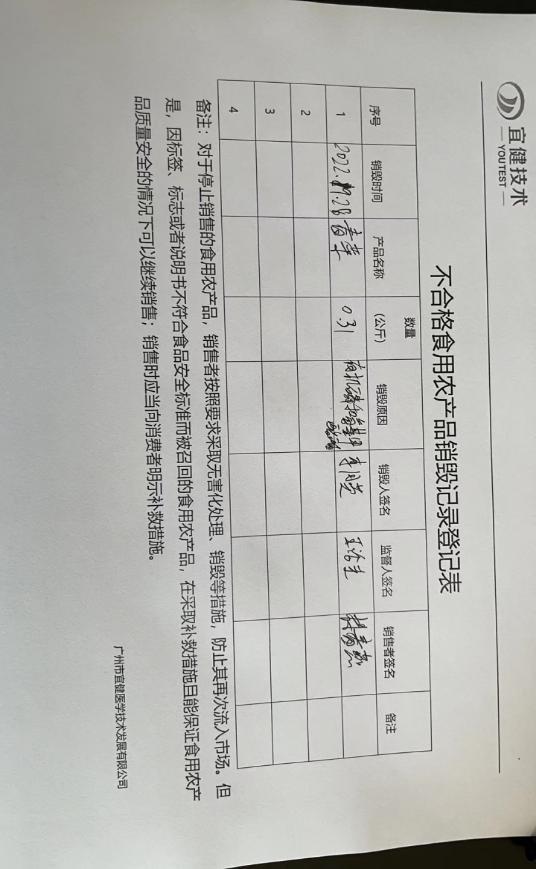 宜健技术
YOUTEST
不合格食用农产品销毁记录登记表
序号 销毁时间 产品名称 数量（公斤） 销毁原因 销毁人签名 监督人签名 销售者签名 备注
1 0.31
2
3
4
备注：对于停止销售的食用农产品，销售者按照要求采取无害化处理、销毁等措施，防止其再次流入市场。但
是，因标签、标志或者说明书不符合食品安全标准而被召回的食用农产品，在采取补救措施且能保证食用农产
品质量安全的情况下可以继续销售；销售时应当向消费者明示补救措施。
广州市宜健医学技术发展有限公司